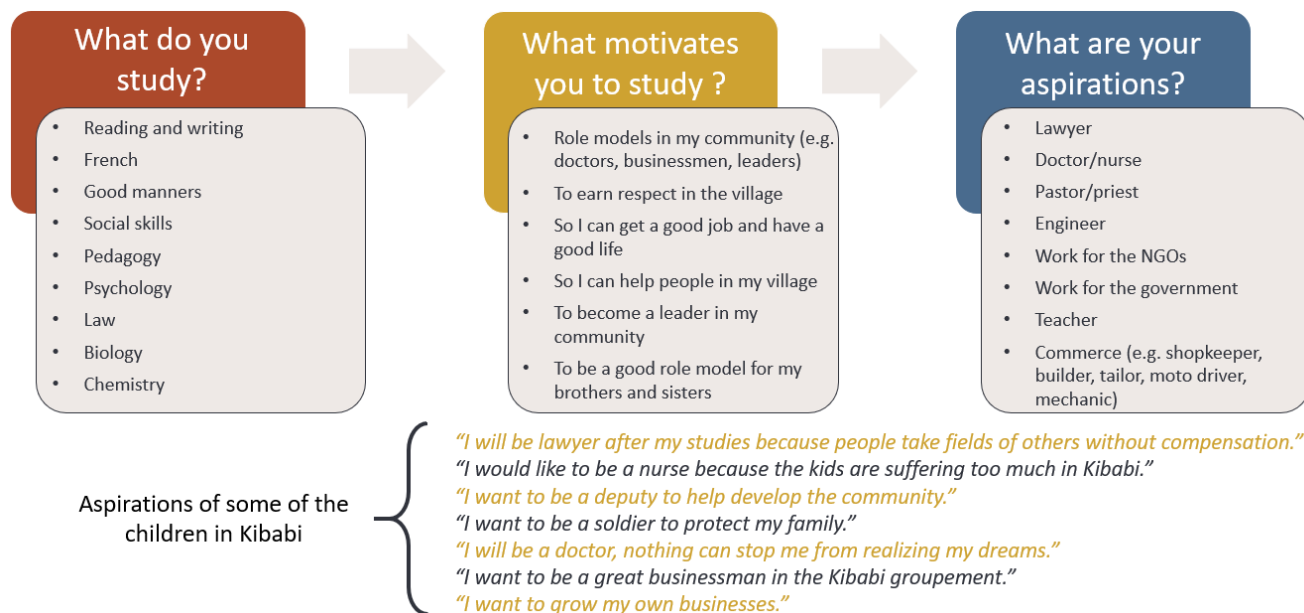 What do you
study?
• Reading and writing
• French
• Good manners
• Social skills
• Pedagogy
• Psychology
• Law
• Biology
• Chemistry
What motivates
you to study ?
• Role models in my community (e.g.
doctors, businessmen, leaders)
• To earn respect in the village
• So I can get a good job and have a
good life
• So I can help people in my village
• To become a leader in my
community
• To be a good role model for my
brothers and sisters
What are your
aspirations?
• Lawyer
• Doctor/nurse
• Pastor/priest
• Engineer
• Work for the NGOs
• Work for the government
• Teacher
• Commerce (e.g. shopkeeper,
builder, tailor, moto driver,
mechanic)
Aspirations of some of the
children in Kibabi
“I will be lawyer after my studies because people take fields of others without compensation.”
“I would like to be a nurse because the kids are suffering too much in Kibabi.”
“I want to be a deputy to help develop the community.”
“I want to be a soldier to protect my family.”
“I will be a doctor, nothing can stop me from realizing my dreams.”
“I want to be a great businessman in the Kibabi groupement.”
“I want to grow my own businesses.”